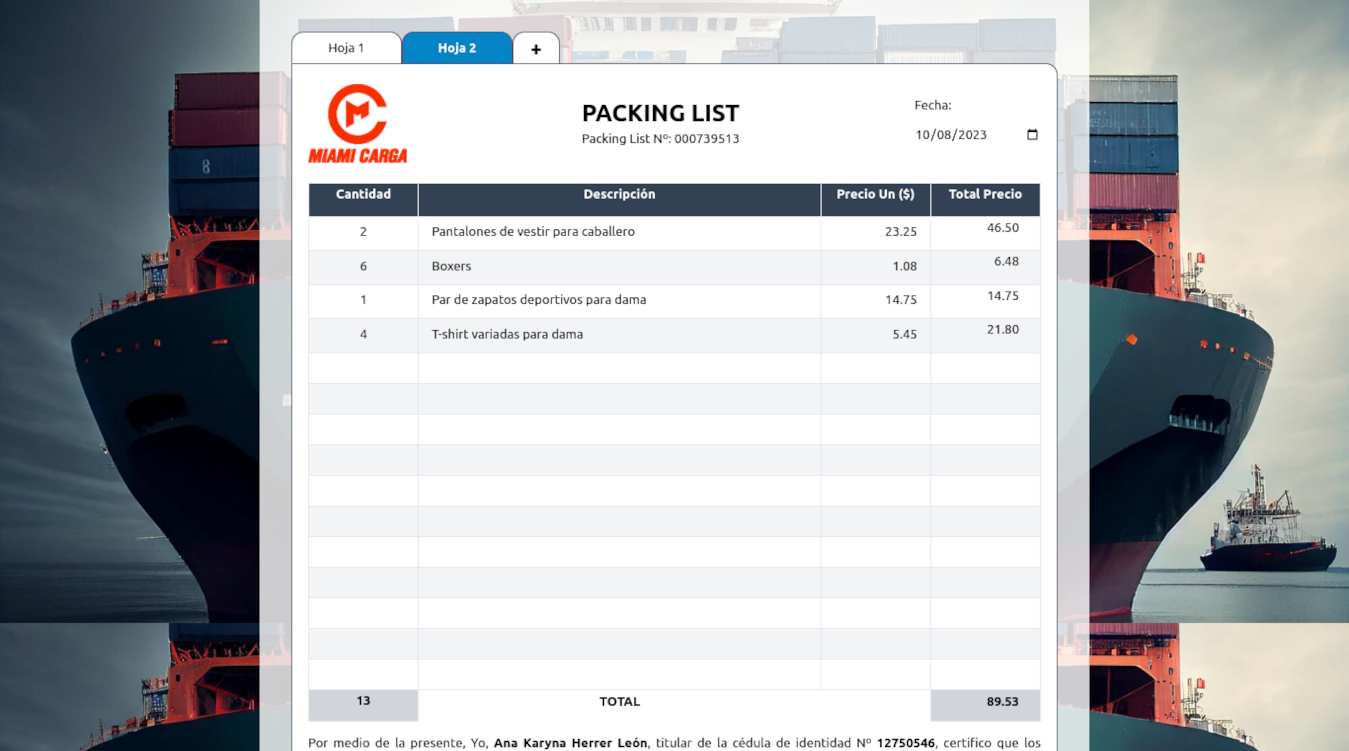 Hoja 1 Hoja 2 +
MIAMI CARGA
PACKING LIST
Packing List Nº: 000739513
Fecha:
10/08/2023
Cantidad Descripción Precio Un ($) Total Precio
2 Pantalones de vestir para caballero 23.25 46.50
6 Boxers 1.08 6.48
1 Par de zapatos deportivos para dama 14.75 14.75
4 T-shirt variadas para dama 5.45 21.80
13 TOTAL 89.53
Por medio de la presente, Yo, Ana Karyna Herrer León, titular de la cédula de identidad Nº 12750546, certifico que los
8